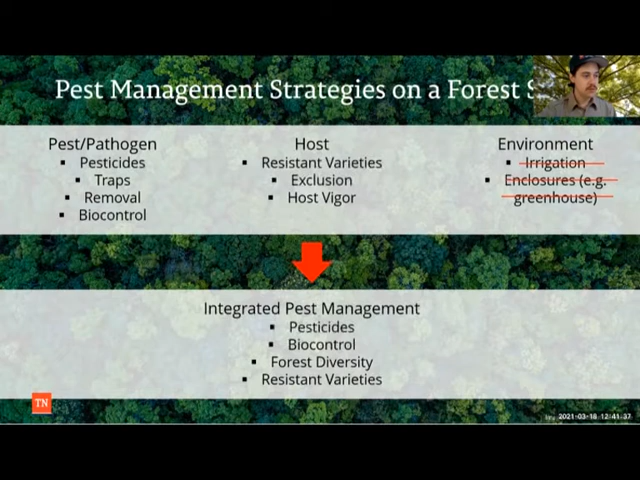 Pest Management Strategies on a Forest S
Pest/Pathogen
▪ Pesticides
▪ Traps
▪ Removal
▪ Biocontrol
Host
▪ Resistant Varieties
▪ Exclusion
▪ Host Vigor
Environment
▪ Irrigation
▪ Enclosures (e.g.
greenhouse)
Integrated Pest Management
▪ Pesticides
▪ Biocontrol
▪ Forest Diversity
▪ Resistant Varieties
TN
2021-03-18 12:41:37